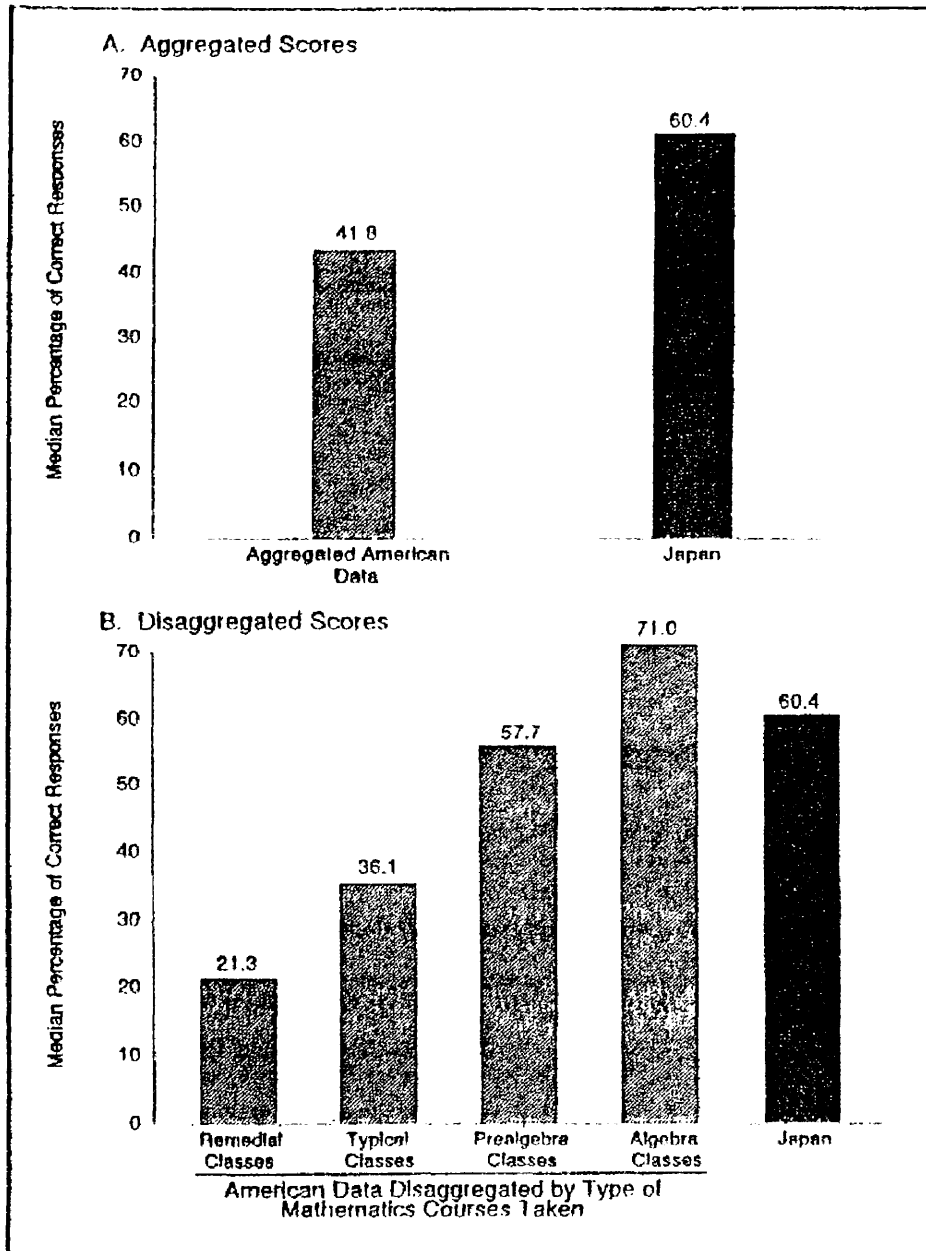 A. Aggregated Scores
Median Percentage of Correct Responses
70
60
50
40
30
20
10
0
41.8
60.4
Aggregated American
Data
Japan
B. Disaggregated Scores
Median Percentage of Correct Responses
70
60
50
40
30
20
10
0
21.3
36.1
57.7
71.0
60.4
Remedial
Classes
Typical
Classes
Prealgebra
Classes
Algebra
Classes
Japan
American Data Disaggregated by Type of
Mathematics Courses Taken